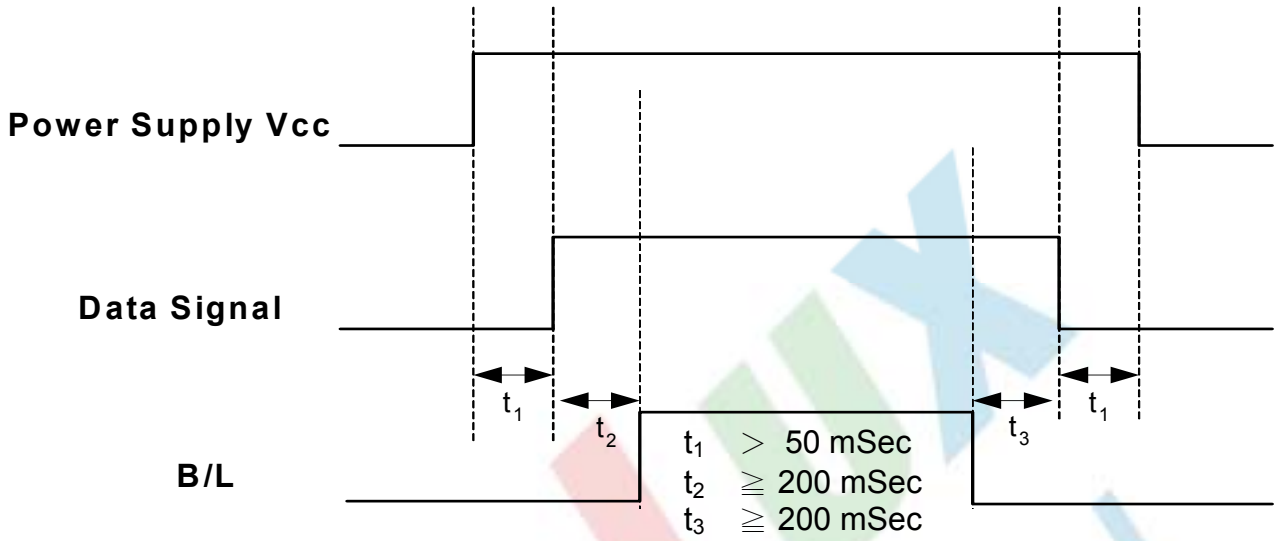 Power Supply Vcc
Data Signal
t₁
t₂
t₃
t₁
B/L
t₁ ＞ 50 mSec
t₂ ≧ 200 mSec
t₃ ≧ 200 mSec